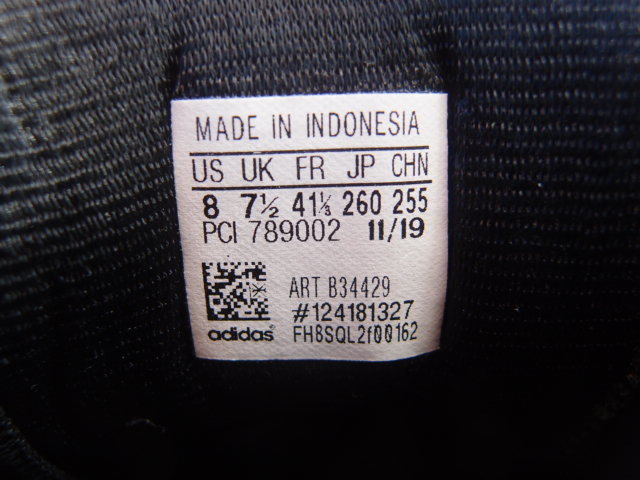 MADE iN INDONESIA
US UK FR JP CHN
8 7½ 41⅓ 260 255
PCI 789002 11/19
ART B34429
#124181327
adidas® FH8SQL2f00162